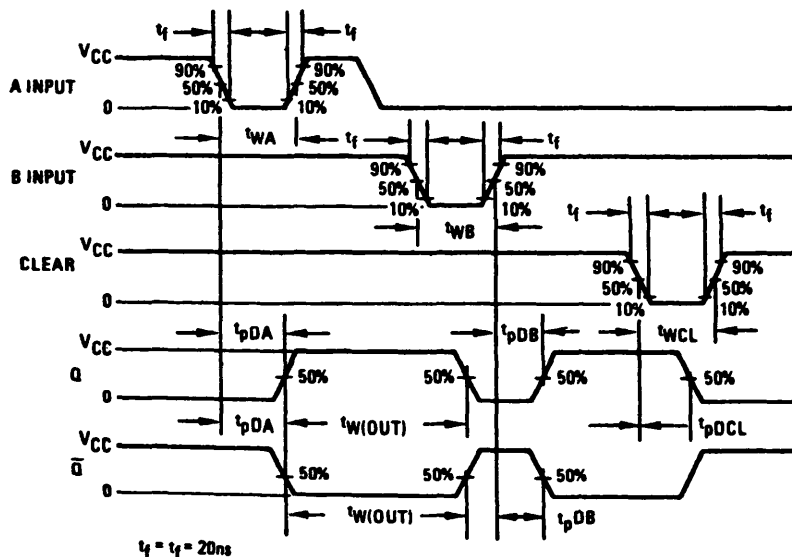 tf tf
VCC
90% 90%
A INPUT 50% 50%
0 10% 10%
tWA tf tf
VCC
90% 90%
B INPUT 50% 50%
0 10% 10%
tWB tf tf
VCC
90% 90%
CLEAR 50% 50%
0 10% 10%
tpDA tpDB tWCL
VCC
Q 50% 50% 50% 50%
0
tpDA tW(OUT) tpDCL
VCC
Q̅ 50% 50% 50%
0
tW(OUT) tpDB
tf = tf = 20ns